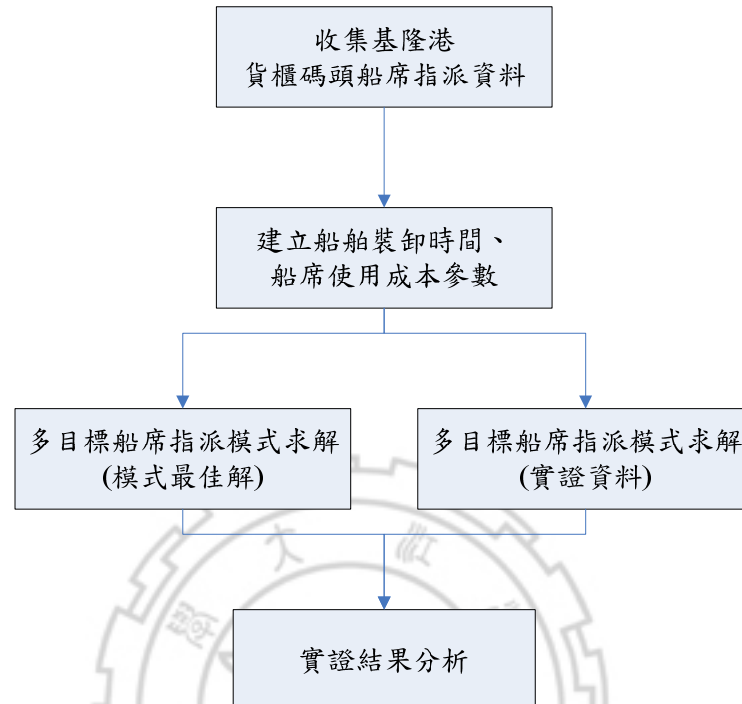 收集基隆港
貨櫃碼頭船席指派資料
建立船舶裝卸時間、
船席使用成本參數
多目標船席指派模式求解
(模式最佳解)
多目標船席指派模式求解
(實證資料)
大
江
實證結果分析